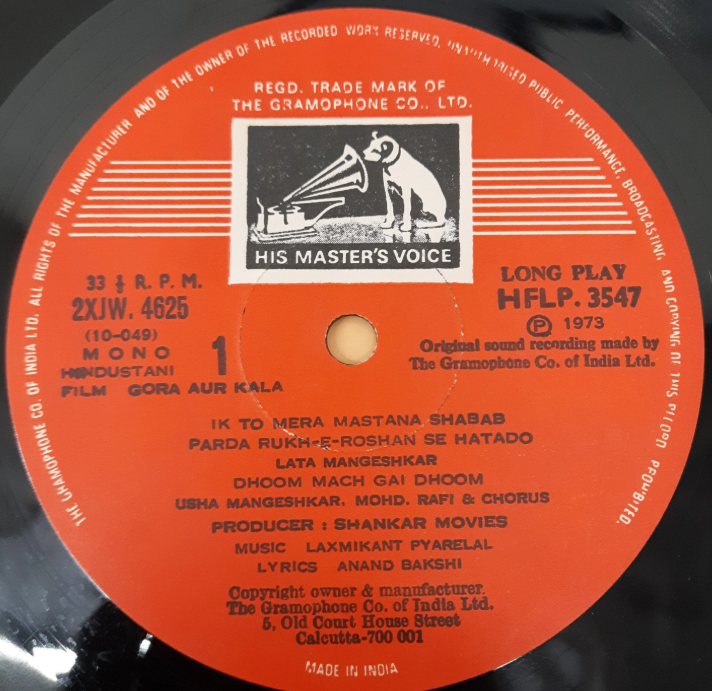 THE GRAMOPHONE CO. OF INDIA LTD. ALL RIGHTS OF THE MANUFACTURER AND OF THE OWNER OF THE RECORDED WORK RESERVED. UNAUTHORISED PUBLIC PERFORMANCE, BROADCASTING AND COPYING OF THIS RECORD PROHIBITED.
REGD. TRADE MARK OF
THE GRAMOPHONE CO., LTD.
HIS MASTER'S VOICE
33 ⅓ R. P. M.
2XJW. 4625
(10-049)
MONO
1
HINDUSTANI
FILM GORA AUR KALA
LONG PLAY
HFLP. 3547
Ⓟ 1973
Original sound recording made by
The Gramophone Co. of India Ltd.
IK TO MERA MASTANA SHABAB
PARDA RUKH-E-ROSHAN SE HATADO
LATA MANGESHKAR
DHOOM MACH GAI DHOOM
USHA MANGESHKAR, MOHD. RAFI & CHORUS
PRODUCER : SHANKAR MOVIES
MUSIC LAXMIKANT PYARELAL
LYRICS ANAND BAKSHI
Copyright owner & manufacturer.
The Gramophone Co. of India Ltd.
5, Old Court House Street
Calcutta-700 001
MADE IN INDIA